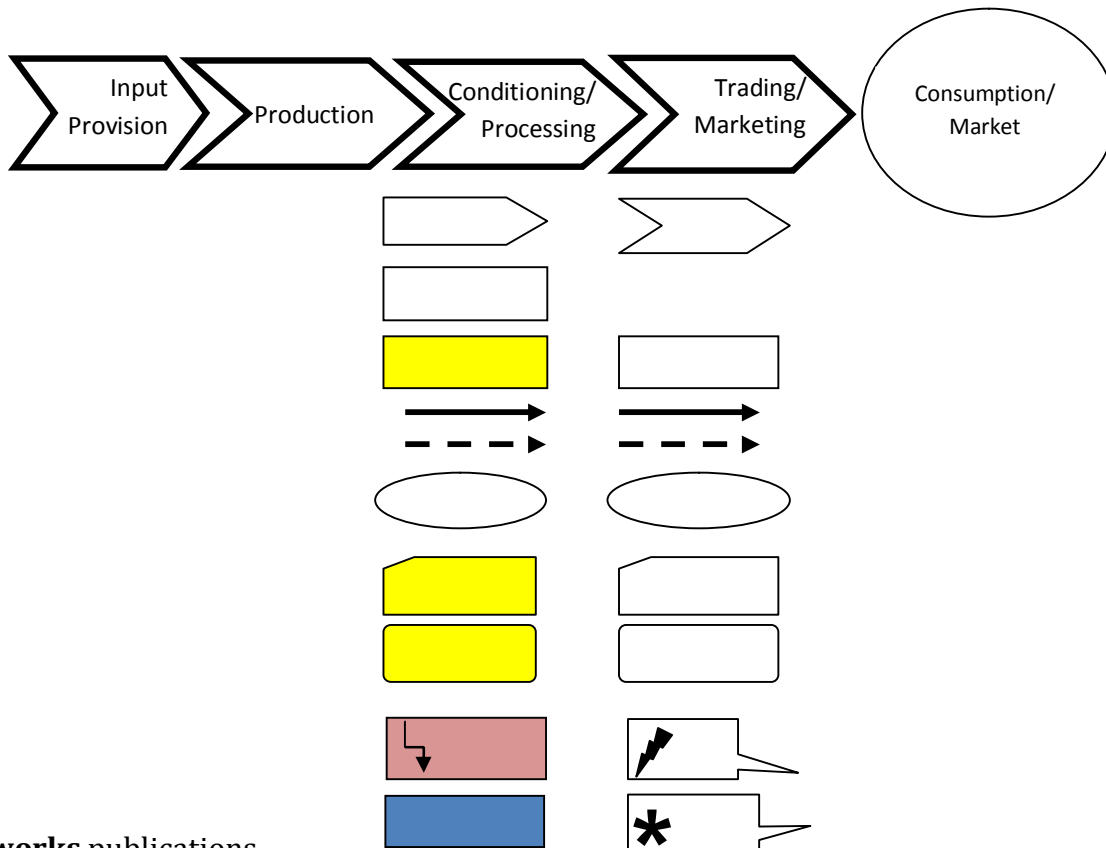 Input
Provision
Production
Conditioning/
Processing
Trading/
Marketing
Consumption/
Market
works publications